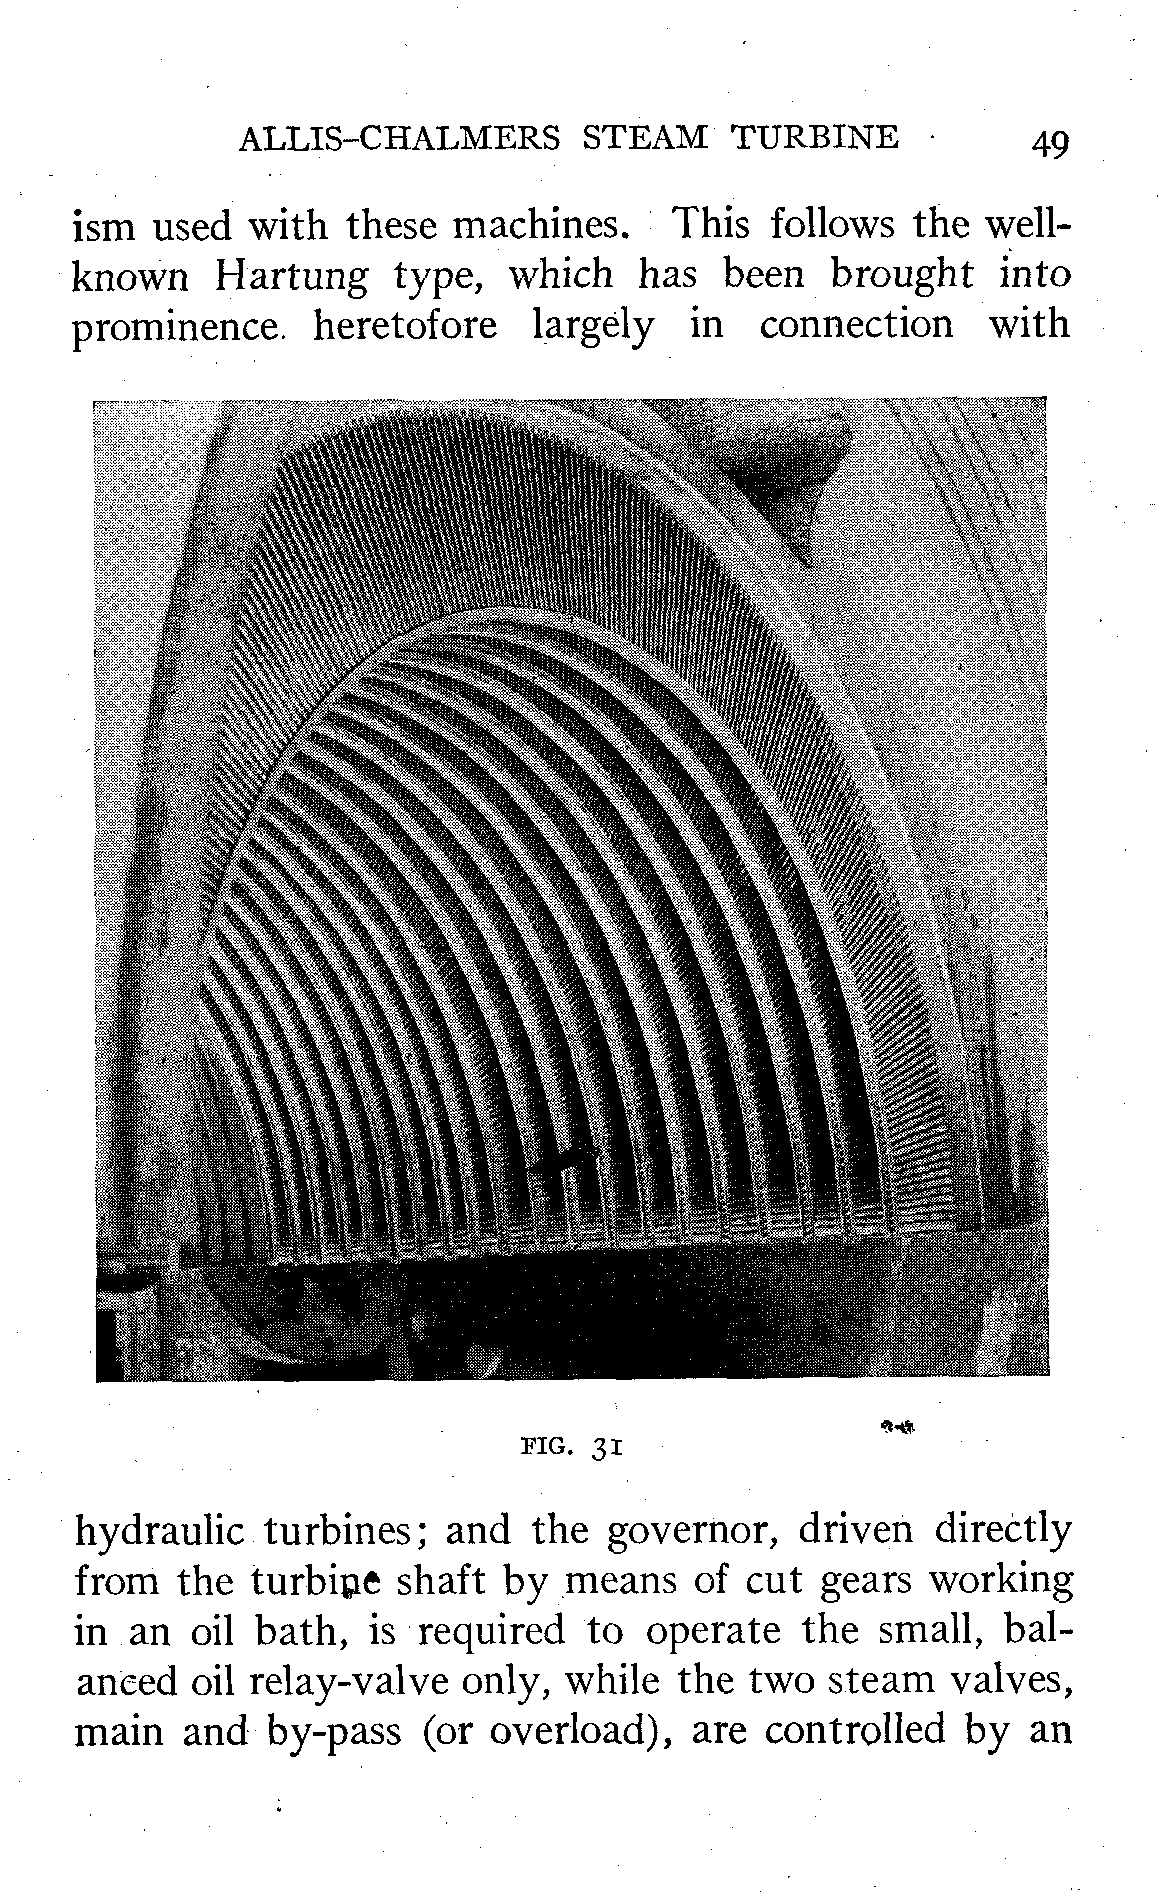 ALLIS-CHALMERS STEAM TURBINE 49
ism used with these machines. This follows the well-
known Hartung type, which has been brought into
prominence. heretofore largely in connection with
FIG. 31
hydraulic turbines; and the governor, driven directly
from the turbine shaft by means of cut gears working
in an oil bath, is required to operate the small, bal-
anced oil relay-valve only, while the two steam valves,
main and by-pass (or overload), are controlled by an